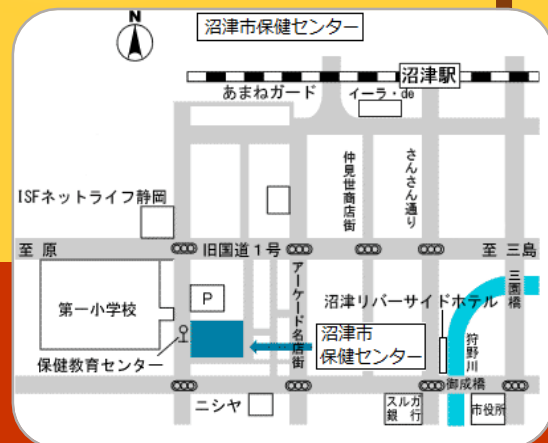 N
沼津市保健センター
沼津駅
あまねガード
イーラ・de
仲見世商店街
さんさん通り
ISFネットライフ静岡
至 原
旧国道1号
至 三島
三園橋
P
アーケード名店街
沼津リバーサイドホテル
第一小学校
沼津市
保健センター
狩野川
保健教育センター
御成橋
ニシヤ
スルガ
銀行
市役所